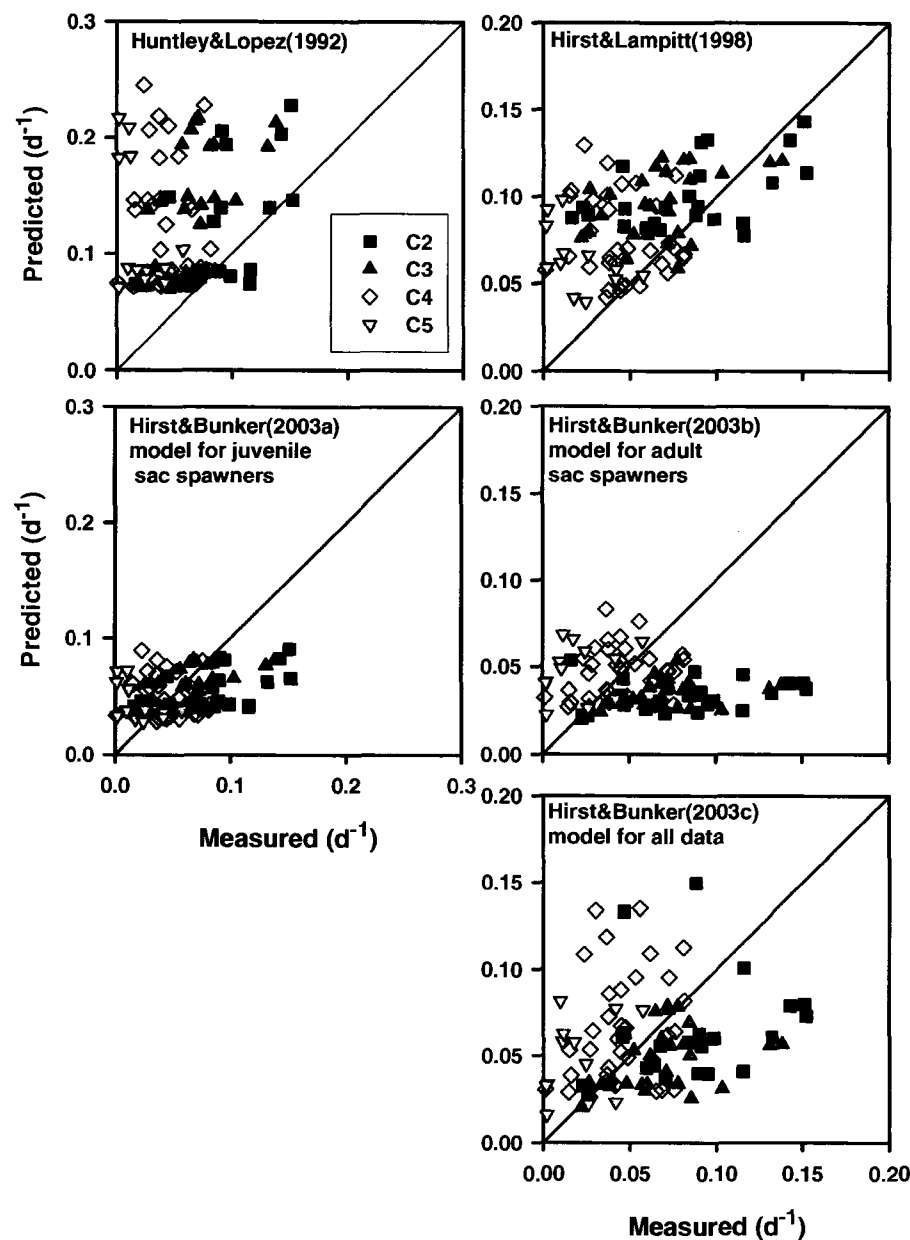 Huntley&Lopez(1992)
Predicted (d⁻¹)
0.3
0.2
0.1
0.0
C2
C3
C4
C5
Hirst&Lampitt(1998)
0.20
0.15
0.10
0.05
0.00
Hirst&Bunker(2003a)
model for juvenile
sac spawners
Predicted (d⁻¹)
0.3
0.2
0.1
0.0
0.0 0.1 0.2 0.3
Measured (d⁻¹)
Hirst&Bunker(2003b)
model for adult
sac spawners
0.20
0.15
0.10
0.05
0.00
Hirst&Bunker(2003c)
model for all data
0.20
0.15
0.10
0.05
0.00
0.00 0.05 0.10 0.15 0.20
Measured (d⁻¹)